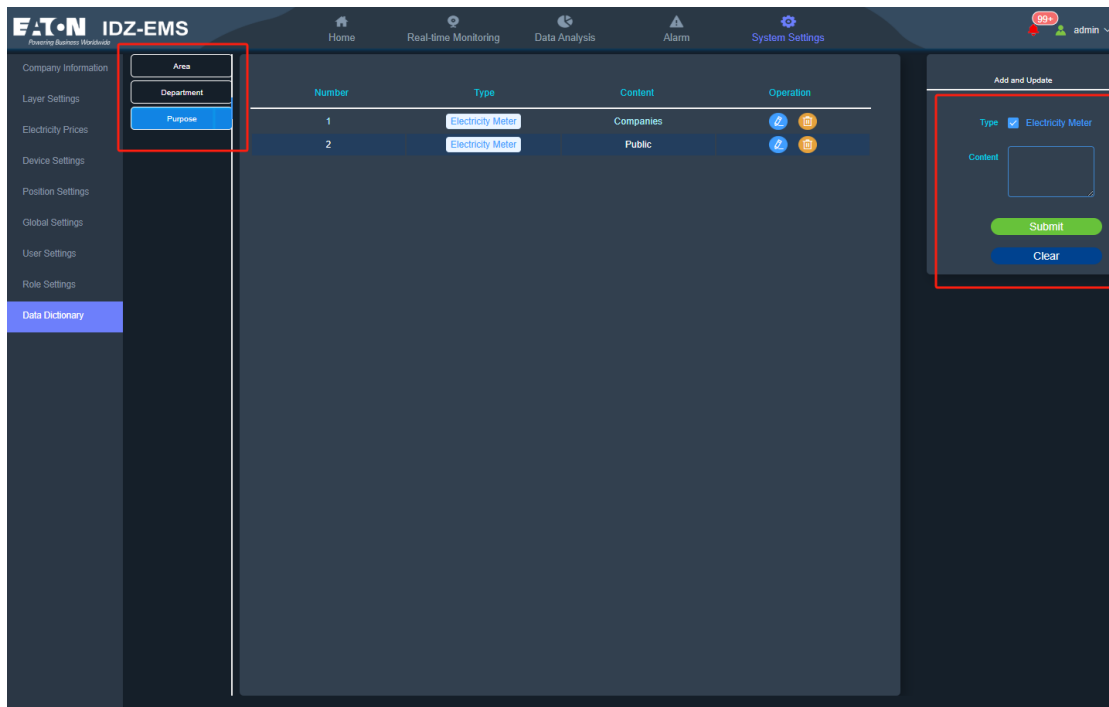 EATON IDZ-EMS
Powering Business Worldwide
Home
Real-time Monitoring
Data Analysis
Alarm
System Settings
99+
admin
Company Information
Layer Settings
Electricity Prices
Device Settings
Position Settings
Global Settings
User Settings
Role Settings
Data Dictionary
Area
Department
Purpose
Number Type Content Operation
1 Electricity Meter Companies
2 Electricity Meter Public
Add and Update
Type Electricity Meter
Content
Submit
Clear